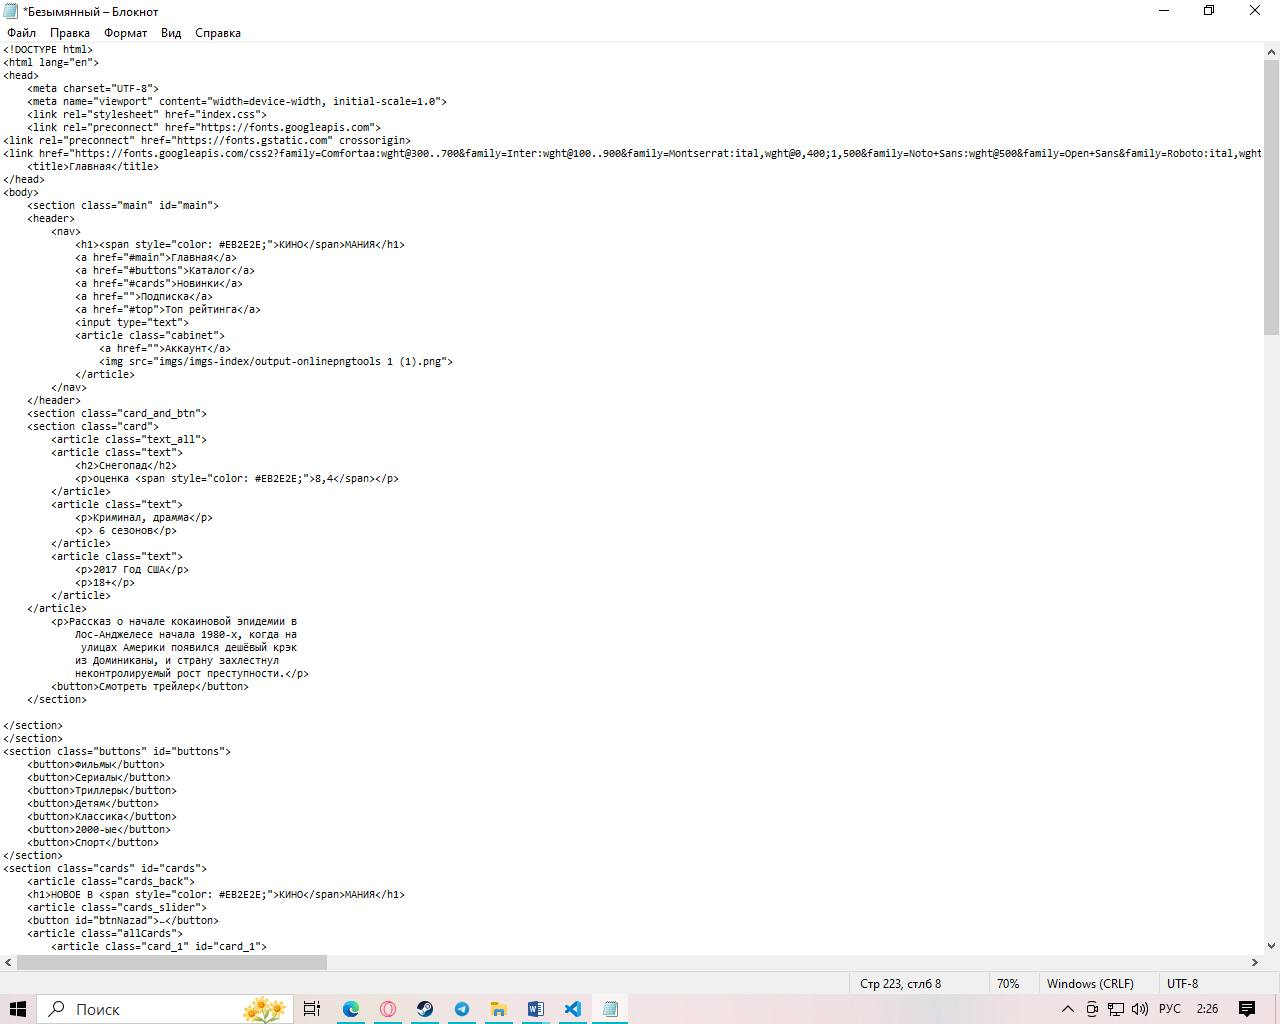 *Безымянный – Блокнот
Файл Правка Формат Вид Справка
<!DOCTYPE html>
<html lang="en">
<head>
    <meta charset="UTF-8">
    <meta name="viewport" content="width=device-width, initial-scale=1.0">
    <link rel="stylesheet" href="index.css">
    <link rel="preconnect" href="https://fonts.googleapis.com">
<link rel="preconnect" href="https://fonts.gstatic.com" crossorigin>
<link href="https://fonts.googleapis.com/css2?family=Comfortaa:wght@300..700&family=Inter:wght@100..900&family=Montserrat:ital,wght@0,400;1,500&family=Noto+Sans:wght@500&family=Open+Sans&family=Roboto:ital,wght
    <title>Главная</title>
</head>
<body>
    <section class="main" id="main">
    <header>
        <nav>
            <h1><span style="color: #EB2E2E;">КИНО</span>МАНИЯ</h1>
            <a href="#main">Главная</a>
            <a href="#buttons">Каталог</a>
            <a href="#cards">Новинки</a>
            <a href="">Подписка</a>
            <a href="#top">Топ рейтинга</a>
            <input type="text">
            <article class="cabinet">
                <a href="">Аккаунт</a>
                <img src="imgs/imgs-index/output-onlinepngtools 1 (1).png">
            </article>
        </nav>
    </header>
    <section class="card_and_btn">
    <section class="card">
        <article class="text_all">
        <article class="text">
            <h2>Снегопад</h2>
            <p>оценка <span style="color: #EB2E2E;">8,4</span></p>
        </article>
        <article class="text">
            <p>Криминал, драмма</p>
            <p> 6 сезонов</p>
        </article>
        <article class="text">
            <p>2017 Год США</p>
            <p>18+</p>
        </article>
    </article>
        <p>Рассказ о начале кокаиновой эпидемии в
            Лос-Анджелесе начала 1980-х, когда на
             улицах Америки появился дешёвый крэк
            из Доминиканы, и страну захлестнул
            неконтролируемый рост преступности.</p>
        <button>Смотреть трейлер</button>
    </section>

</section>
</section>
<section class="buttons" id="buttons">
    <button>Фильмы</button>
    <button>Сериалы</button>
    <button>Триллеры</button>
    <button>Детям</button>
    <button>Классика</button>
    <button>2000-ые</button>
    <button>Спорт</button>
</section>
<section class="cards" id="cards">
    <article class="cards_back">
    <h1>НОВОЕ В <span style="color: #EB2E2E;">КИНО</span>МАНИЯ</h1>
    <article class="cards_slider">
    <button id="btnNazad"></button>
    <article class="allCards">
        <article class="card_1" id="card_1">
Стр 223, стлб 8 70% Windows (CRLF) UTF-8
Поиск РУС 2:26